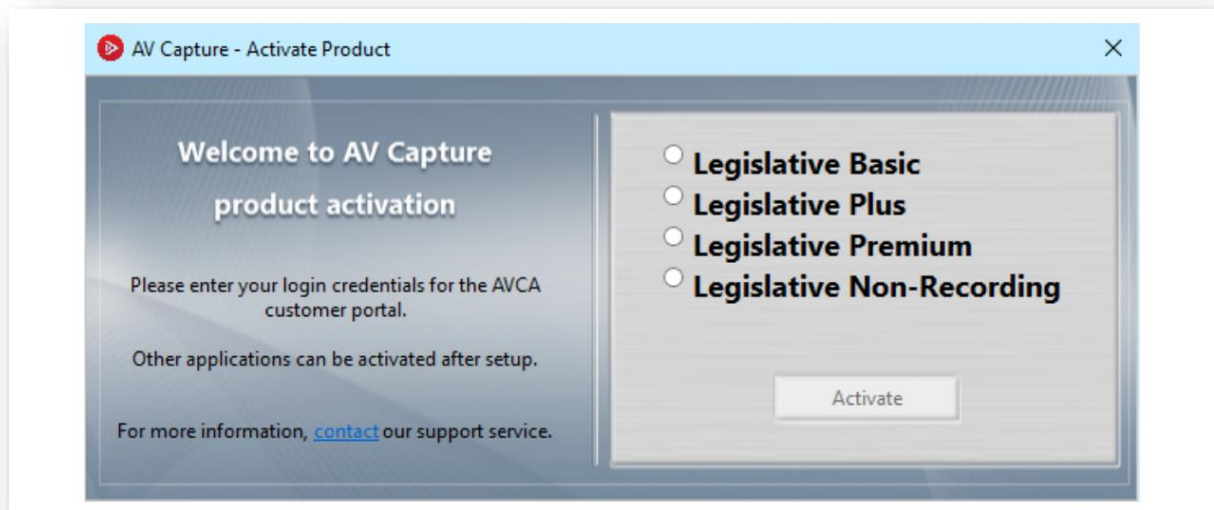 AV Capture - Activate Product
Welcome to AV Capture
product activation
Please enter your login credentials for the AVCA
customer portal.
Other applications can be activated after setup.
For more information, contact our support service.
Legislative Basic
Legislative Plus
Legislative Premium
Legislative Non-Recording
Activate